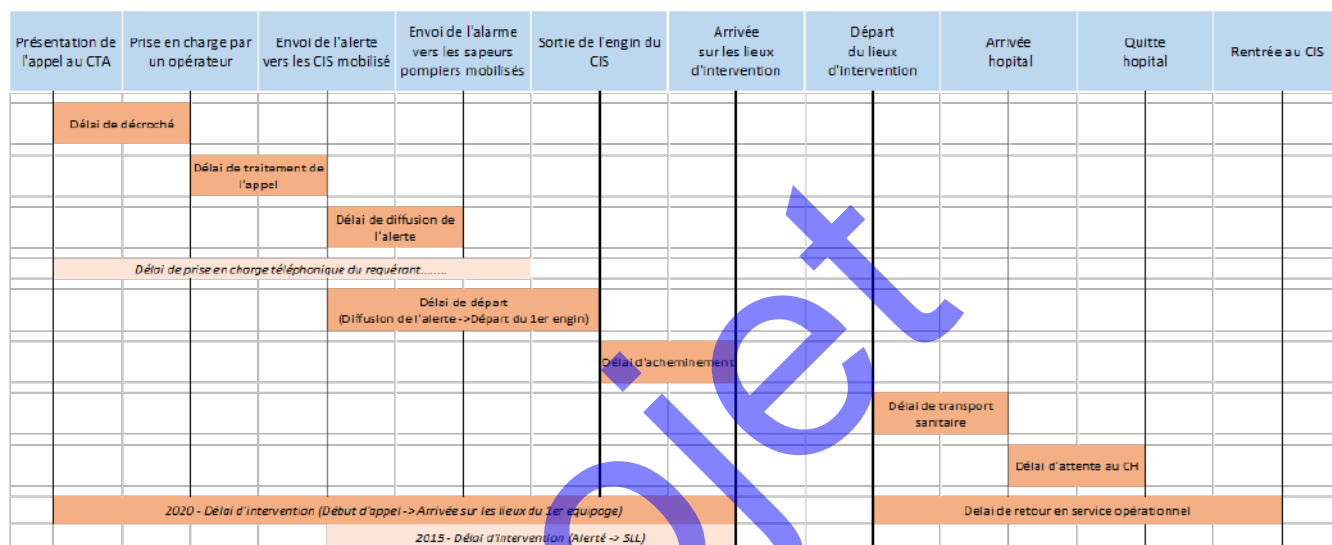 Présentation de
l'appel au CTA
Prise en charge par
un opérateur
Envoi de l'alerte
vers les CIS mobilisé
Envoi de l'alarme
vers les sapeurs
pompiers mobilisés
Sortie de l'engin du
CIS
Arrivée
sur les lieux
d'intervention
Départ
du lieux
d'intervention
Arrivée
hopital
Quitte
hopital
Rentrée au CIS
Délai de décroché
Délai de traitement de
l'appel
Délai de diffusion de
l'alerte
Délai de prise en charge téléphonique du requérant........
Délai de départ
(Diffusion de l'alerte ->Départ du 1er engin)
Délai d'acheminement
Délai de transport
sanitaire
Délai d'attente au CH
2020 - Délai d'intervention (Début d'appel -> Arrivée sur les lieux du 1er equipage)
Delai de retour en service opérationnel
2015 - Délai d'intervention (Alerté -> SLL)
ojet